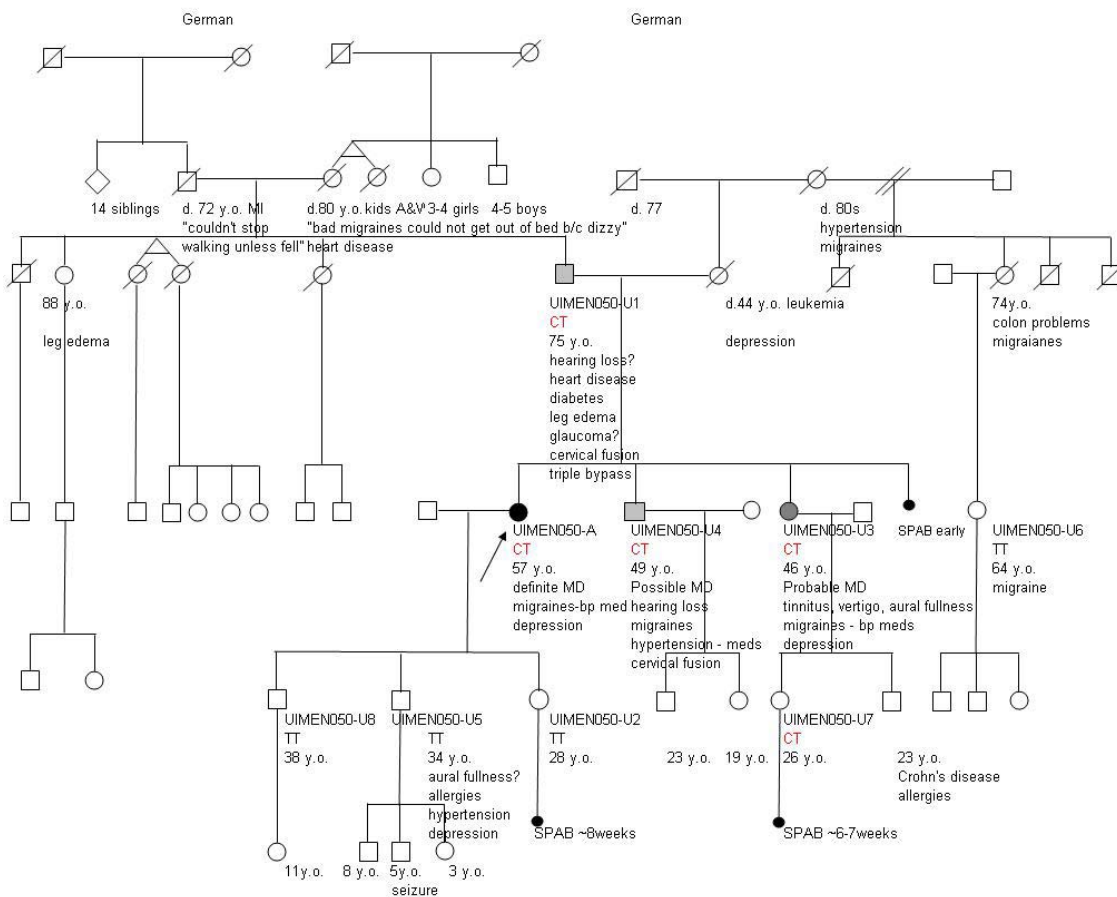 German
German
14 siblings
d. 72 y.o. MI
"couldn't stop
walking unless fell"
d.80 y.o.
"bad migraines could not get out of bed b/c dizzy"
heart disease
kids A&W
3-4 girls
4-5 boys
d. 77
d. 80s
hypertension
migraines
88 y.o.
leg edema
UIMEN050-U1
CT
75 y.o.
hearing loss?
heart disease
diabetes
leg edema
glaucoma?
cervical fusion
triple bypass
d.44 y.o. leukemia
depression
74y.o.
colon problems
migraianes
UIMEN050-A
CT
57 y.o.
definite MD
migraines-bp med
depression
UIMEN050-U4
CT
49 y.o.
Possible MD
hearing loss
migraines
hypertension - meds
cervical fusion
UIMEN050-U3
CT
46 y.o.
Probable MD
tinnitus, vertigo, aural fullness
migraines - bp meds
depression
SPAB early
UIMEN050-U6
TT
64 y.o.
migraine
UIMEN050-U8
TT
38 y.o.
UIMEN050-U5
TT
34 y.o.
aural fullness?
allergies
hypertension
depression
UIMEN050-U2
TT
28 y.o.
23 y.o.
19 y.o.
UIMEN050-U7
CT
26 y.o.
23 y.o.
Crohn's disease
allergies
SPAB ~8weeks
SPAB ~6-7weeks
11y.o.
8 y.o.
5y.o.
seizure
3 y.o.